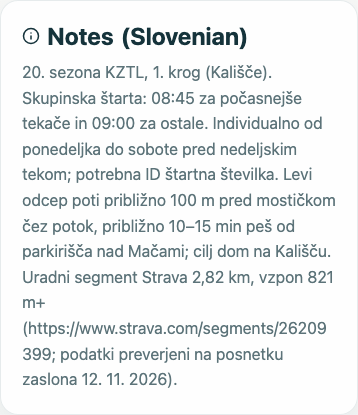 Notes (Slovenian)
20. sezona KZTL, 1. krog (Kališče).
Skupinska štarta: 08:45 za počasnejše
tekače in 09:00 za ostale. Individualno od
ponedeljka do sobote pred nedeljskim
tekom; potrebna ID štartna številka. Levi
odcep poti približno 100 m pred mostičkom
čez potok, približno 10–15 min peš od
parkirišča nad Mačami; cilj dom na Kališču.
Uradni segment Strava 2,82 km, vzpon 821
m+
(https://www.strava.com/segments/26209
399; podatki preverjeni na posnetku
zaslona 12. 11. 2026).